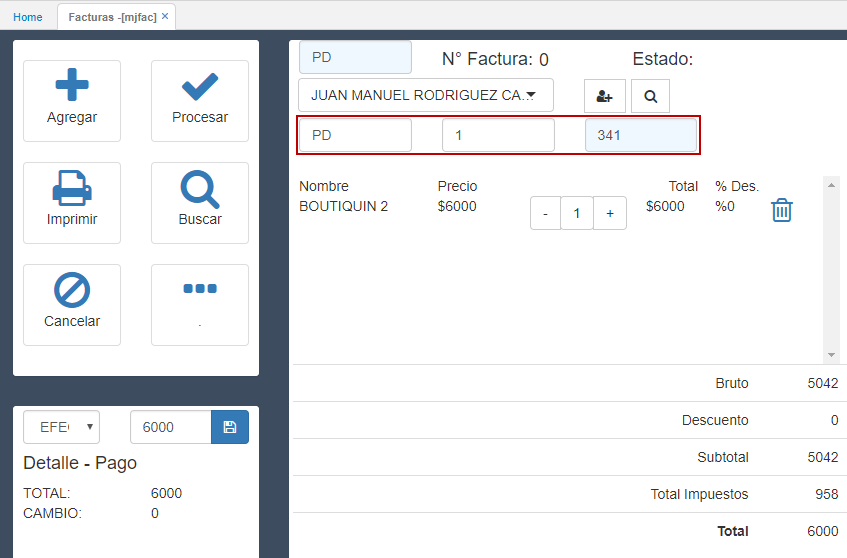 Home
Facturas -[mjfac] ×
Agregar
Procesar
Imprimir
Buscar
Cancelar
.
EFE
6000
Detalle - Pago
TOTAL: 6000
CAMBIO: 0
PD
N° Factura: 0
Estado:
JUAN MANUEL RODRIGUEZ CA...
PD 1 341
Nombre Precio Total % Des.
BOUTIQUIN 2 $6000 - 1 + $6000 %0
Bruto 5042
Descuento 0
Subtotal 5042
Total Impuestos 958
Total 6000